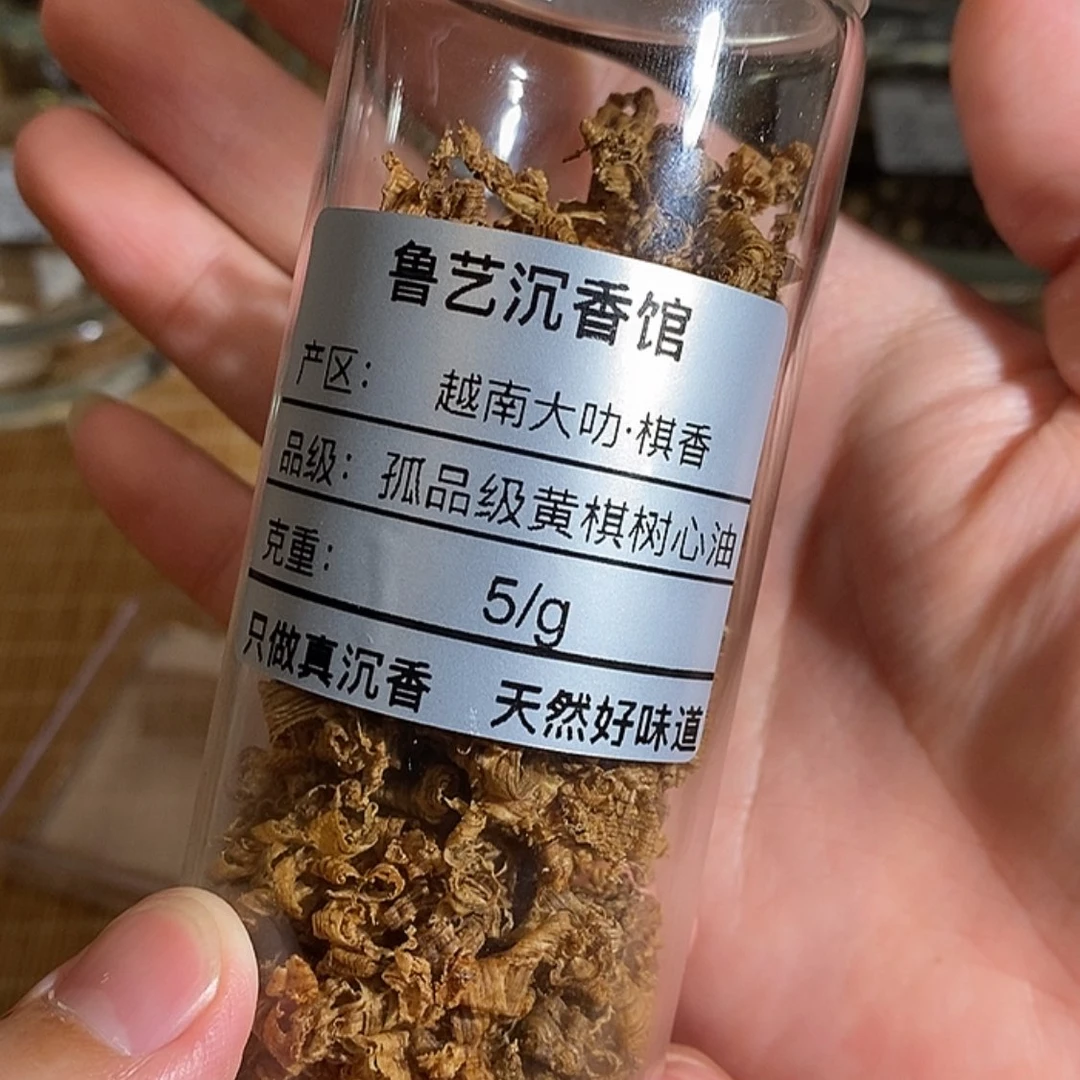 鲁艺沉香馆
产区： 越南大叻·棋香
品级：孤品级黄棋树心油
克重： 5/g
只做真沉香 天然好味道